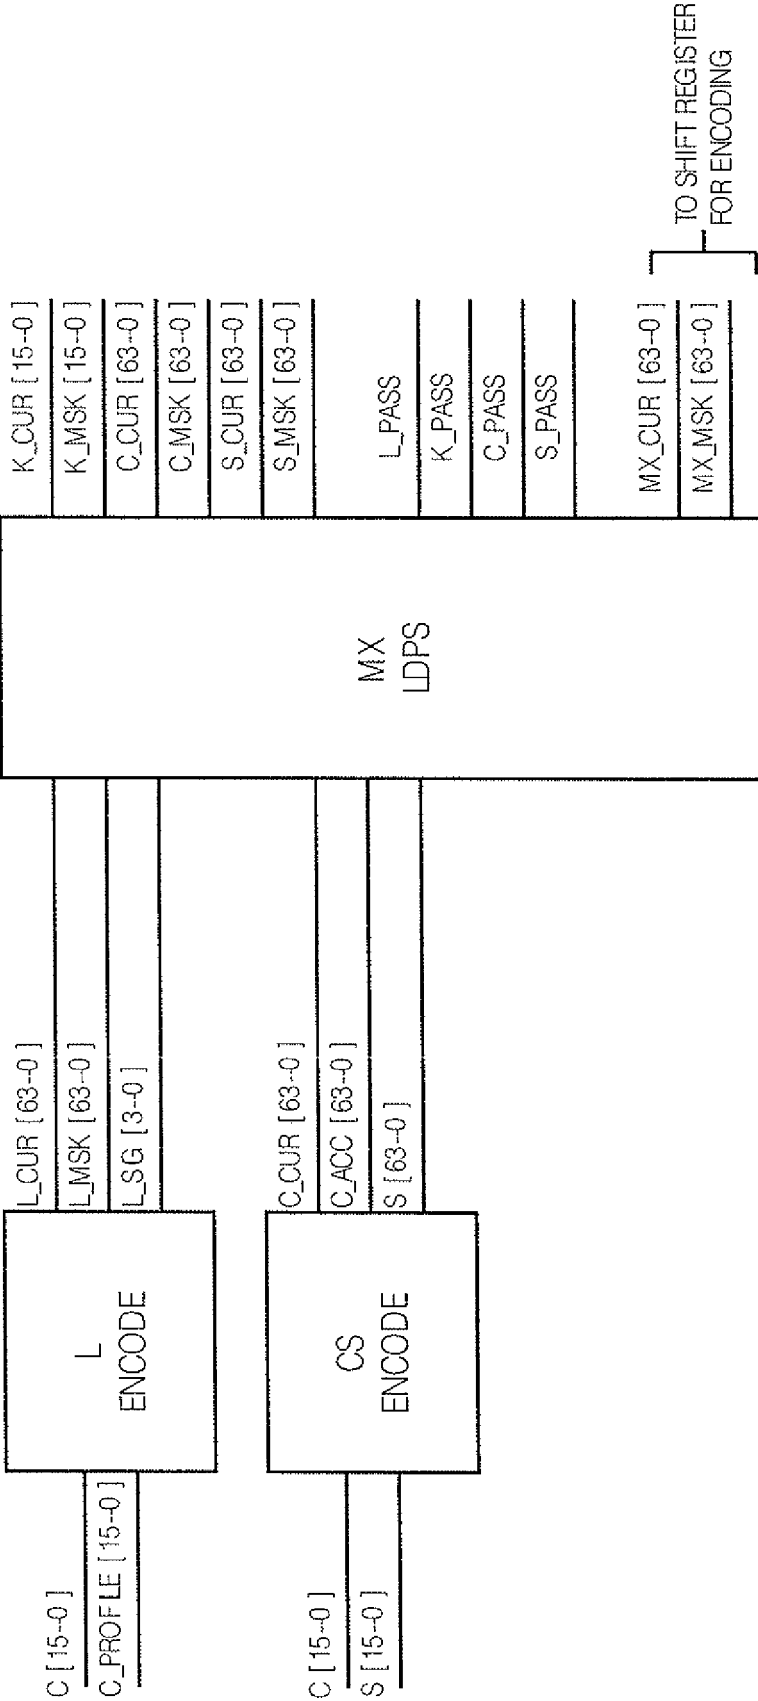 C [15-0]
C_PROFILE [15-0]
L
ENCODE
L_CUR [63-0]
L_MSK [63-0]
L_SG [3-0]
C [15-0]
S [15-0]
CS
ENCODE
C_CUR [63-0]
C_ACC [63-0]
S [63-0]
MX
LDPS
K_CUR [15-0]
K_MSK [15-0]
C_CUR [63-0]
C_MSK [63-0]
S_CUR [63-0]
S_MSK [63-0]
L_PASS
K_PASS
C_PASS
S_PASS
MX_CUR [63-0]
MX_MSK [63-0]
TO SHIFT REGISTER
FOR ENCODING